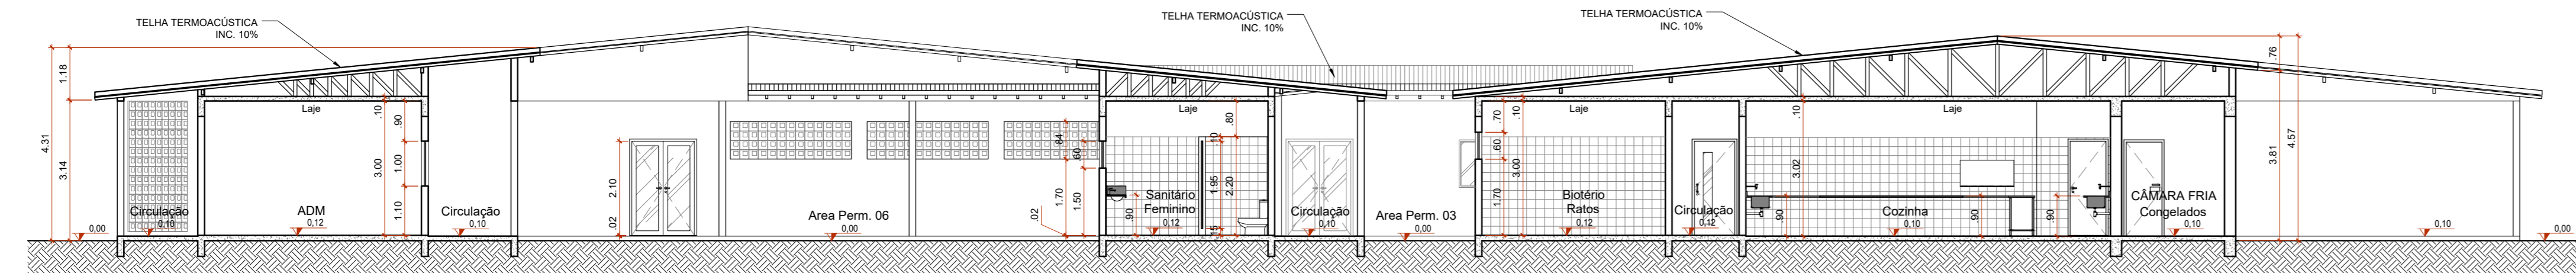 TELHA TERMOACÚSTICA
INC. 10%
TELHA TERMOACÚSTICA
INC. 10%
TELHA TERMOACÚSTICA
INC. 10%
4.31
1.18
3.14
0,00
Circulação
0,10
Laje
ADM
0,12
.10
3.00
.90
1.00
1.10
Circulação
0,10
2.10
.02
Area Perm. 06
0,00
.02
.84
1.70
.60
1.50
Laje
.90
Sanitário
Feminino
0,12
.10
1.95
.15
.80
2.20
Circulação
0,10
Area Perm. 03
0,00
.70
.60
1.70
.10
3.00
Laje
Biotério
Ratos
0,12
Circulação
0,12
.90
.10
3.02
Laje
Cozinha
0,10
.90
.90
CÂMARA FRIA
Congelados
0,10
.76
3.81
4.57
0,10
0,00